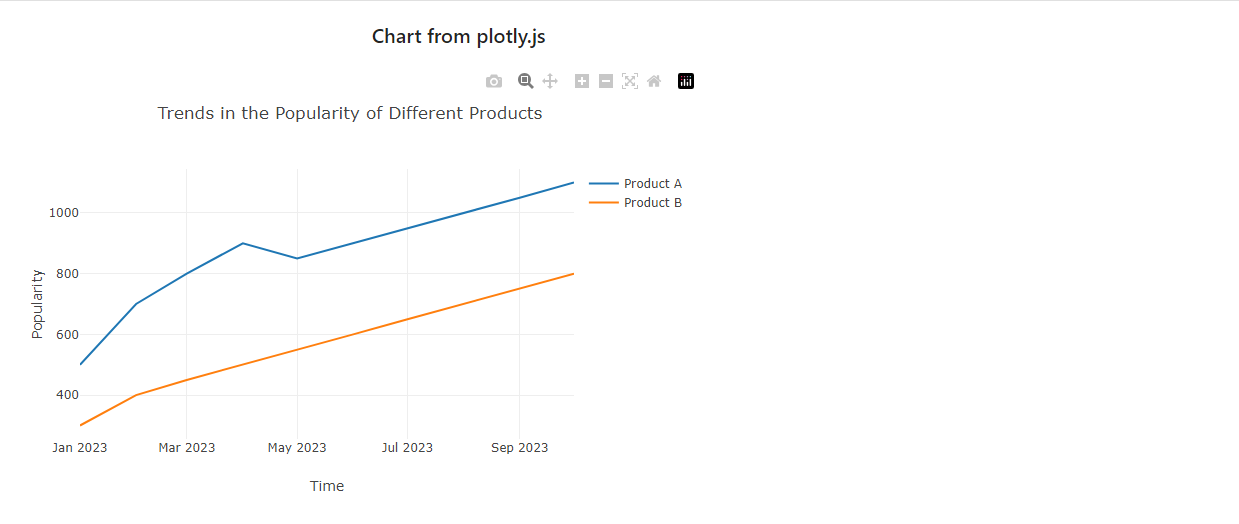 Chart from plotly.js
Trends in the Popularity of Different Products
Product A
Product B
1000
800
600
400
Popularity
Jan 2023 Mar 2023 May 2023 Jul 2023 Sep 2023
Time